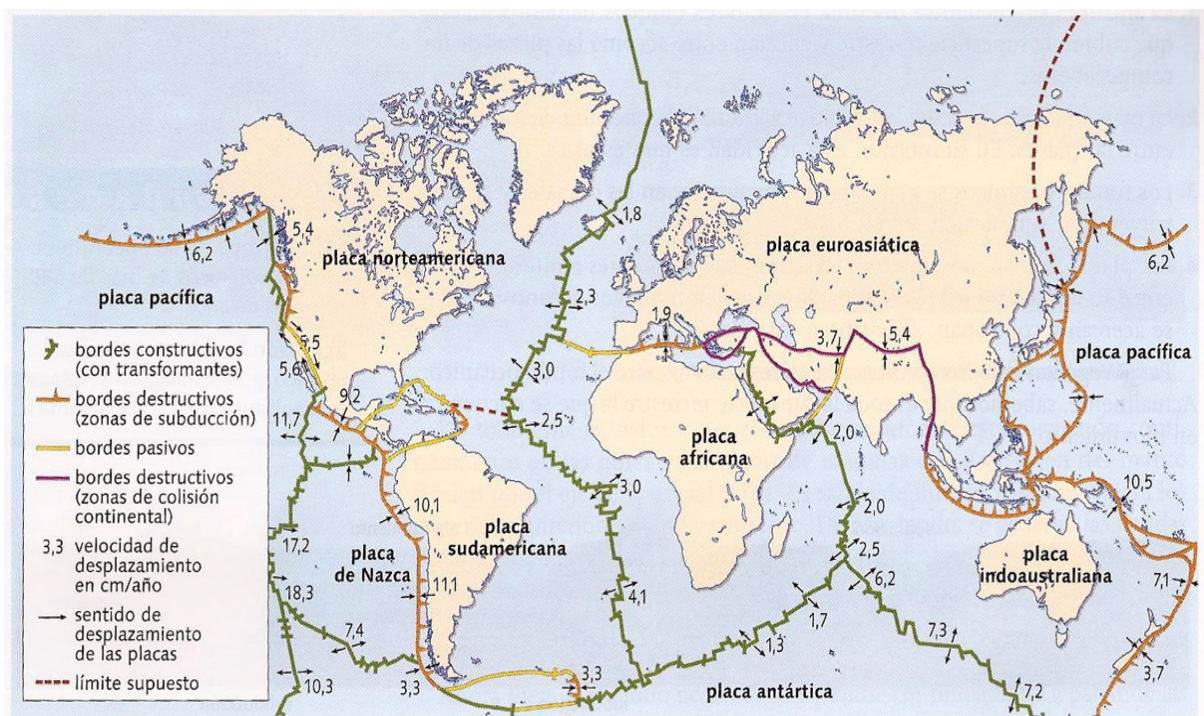 placa norteamericana
placa euroasiática
placa pacífica
placa pacífica
placa
africana
placa
sudamericana
placa
de Nazca
placa
indoaustraliana
placa antártica
bordes constructivos
(con transformantes)
bordes destructivos
(zonas de subducción)
bordes pasivos
bordes destructivos
(zonas de colisión
continental)
3,3 velocidad de
desplazamiento
en cm/año
sentido de
desplazamiento
de las placas
límite supuesto
1,8
5,4
6,2
6,2
2,3
1,9
3,7
5,4
5,5
5,6
3,0
9,2
11,7
2,5
2,0
3,0
10,5
10,1
2,0
17,2
2,5
11,1
6,2
7,1
18,3
4,1
1,7
7,4
7,3
1,3
10,3
3,3
3,3
3,7
7,2